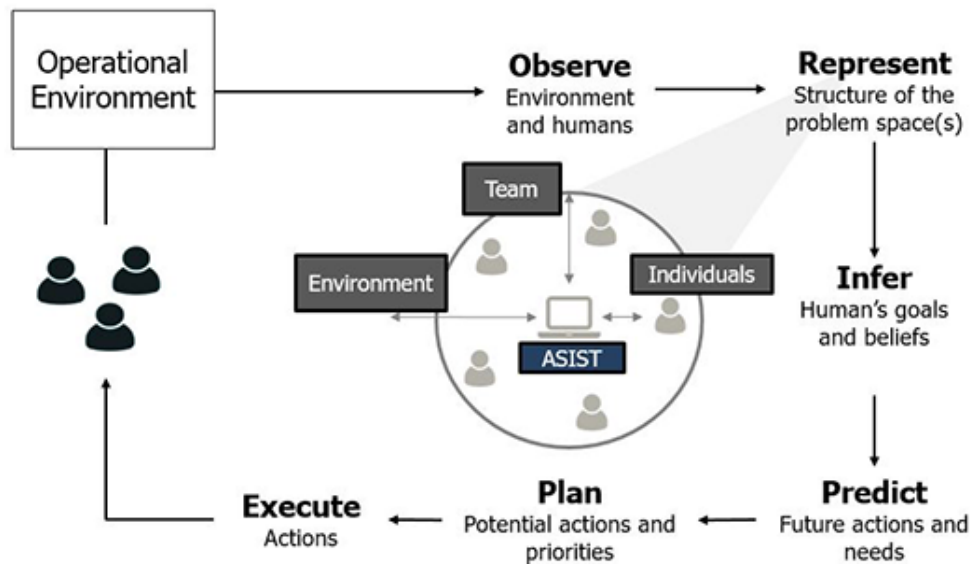 Operational
Environment
Observe
Environment
and humans
Represent
Structure of the
problem space(s)
Team
Environment
Individuals
ASIST
Infer
Human's goals
and beliefs
Execute
Actions
Plan
Potential actions and
priorities
Predict
Future actions and
needs